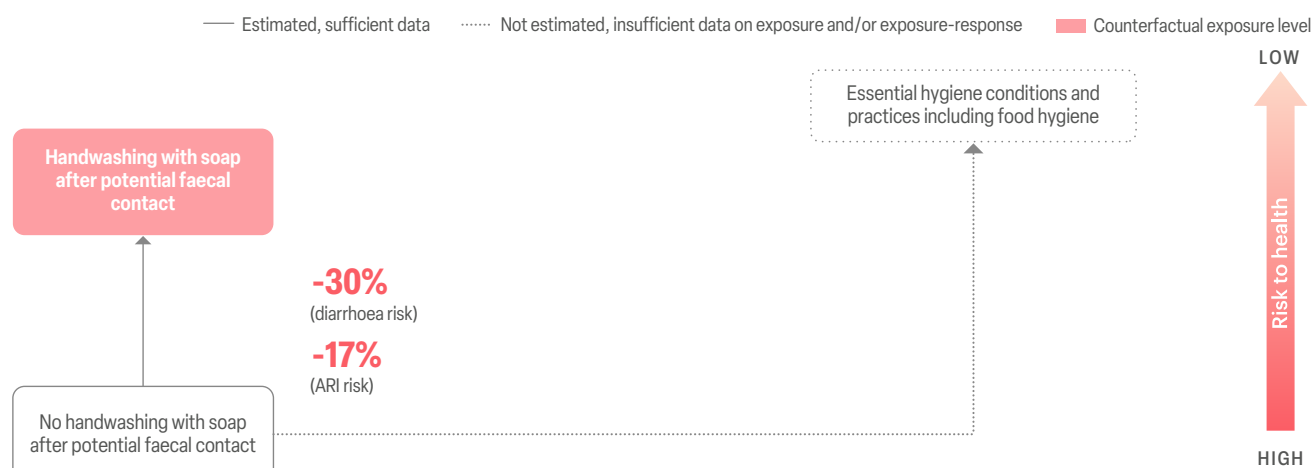 Estimated, sufficient data
Not estimated, insufficient data on exposure and/or exposure-response
Counterfactual exposure level
LOW
Essential hygiene conditions and
practices including food hygiene
Handwashing with soap
after potential faecal
contact
-30%
(diarrhoea risk)
-17%
(ARI risk)
Risk to health
No handwashing with soap
after potential faecal contact
HIGH